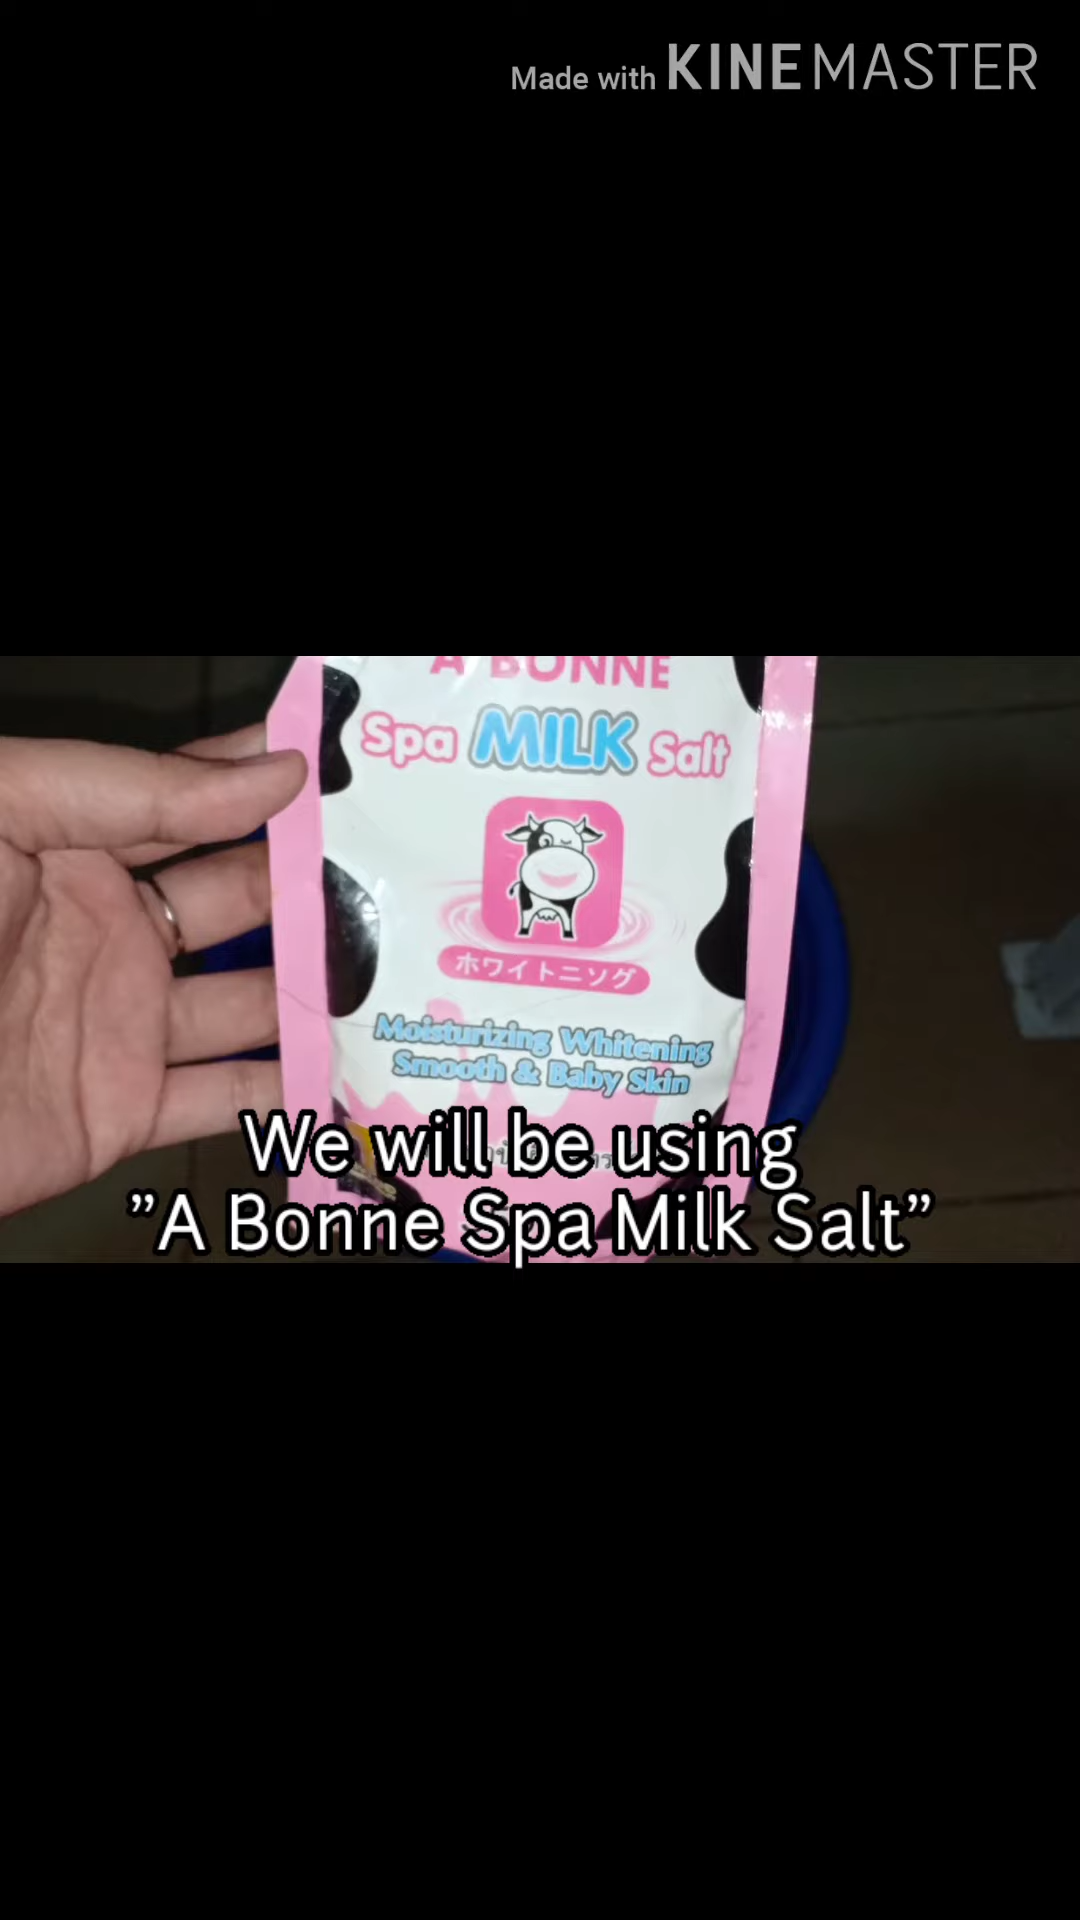 Made with KINEMASTER
A BONNE
Spa MILK Salt
ホワイトニソグ
Moisturizing Whitening
Smooth & Baby Skin
We will be using
”A Bonne Spa Milk Salt”